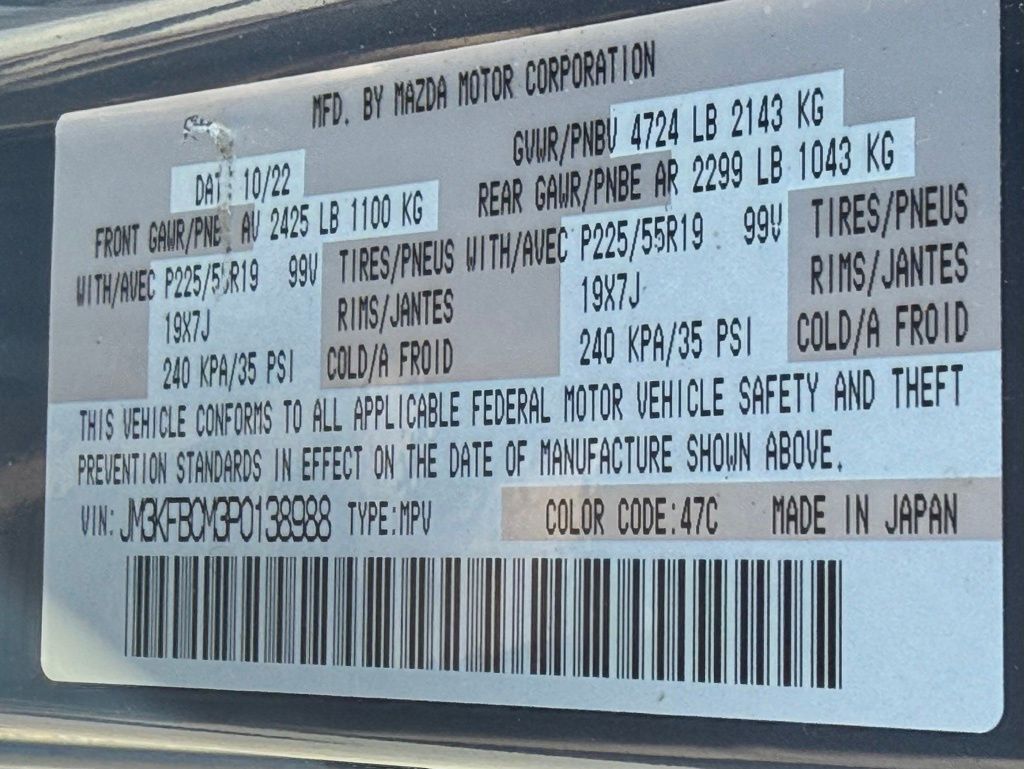 MFD. BY MAZDA MOTOR CORPORATION
DAT 10/22
GVWR/PNBV 4724 LB 2143 KG
FRONT GAWR/PNBE AV 2425 LB 1100 KG
REAR GAWR/PNBE AR 2299 LB 1043 KG
WITH/AVEC P225/55R19 99V TIRES/PNEUS
WITH/AVEC P225/55R19 99V TIRES/PNEUS
19X7J RIMS/JANTES
19X7J RIMS/JANTES
240 KPA/35 PSI COLD/A FROID
240 KPA/35 PSI COLD/A FROID
THIS VEHICLE CONFORMS TO ALL APPLICABLE FEDERAL MOTOR VEHICLE SAFETY AND THEFT
PREVENTION STANDARDS IN EFFECT ON THE DATE OF MANUFACTURE SHOWN ABOVE.
VIN: JM3KFBCM3P0138988 TYPE:MPV COLOR CODE:47C MADE IN JAPAN